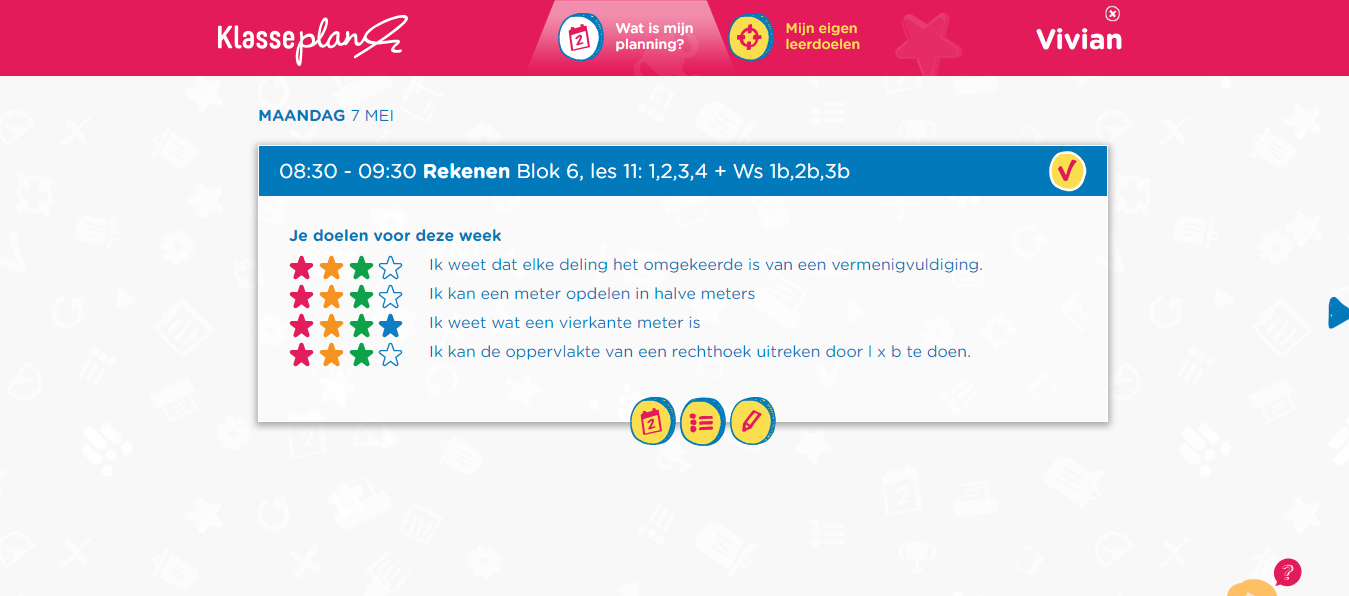 Klasseplan
2
Wat is mijn
planning?
Mijn eigen
leerdoelen
Vivian
MAANDAG 7 MEI
08:30 - 09:30 Rekenen Blok 6, les 11: 1,2,3,4 + Ws 1b,2b,3b
Je doelen voor deze week
Ik weet dat elke deling het omgekeerde is van een vermenigvuldiging.
Ik kan een meter opdelen in halve meters
Ik weet wat een vierkante meter is
Ik kan de oppervlakte van een rechthoek uitreken door l x b te doen.
2
?